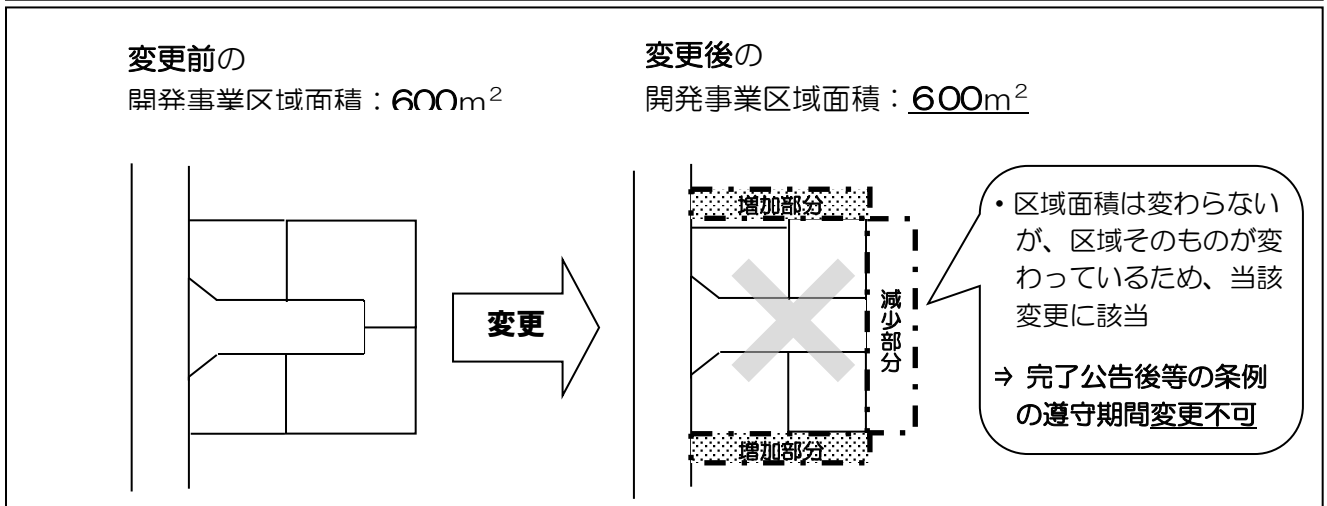 変更前の
開発事業区域面積：600m²
変更後の
開発事業区域面積：600m²
変更
増加部分
減少部分
増加部分
・区域面積は変わらない
が、区域そのものが変
わっているため、当該
変更に該当
⇒ 完了公告後等の条例
の遵守期間変更不可